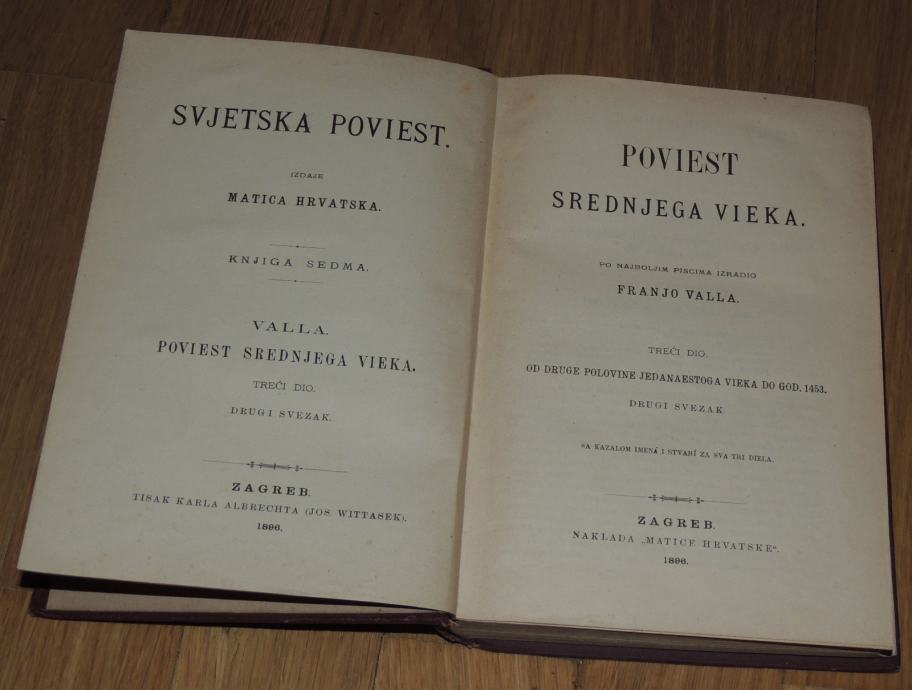 SVJETSKA POVIEST.
IZDAJE
MATICA HRVATSKA.
KNJIGA SEDMA.
VALLA.
POVIEST SREDNJEGA VIEKA.
TREĆI DIO.
DRUGI SVEZAK.
ZAGREB.
TISAK KARLA ALBRECHTA (JOS. WITTASEK).
1896.
POVIEST
SREDNJEGA VIEKA.
PO NAJBOLJIM PISCIMA IZRADIO
FRANJO VALLA.
TREĆI DIO.
OD DRUGE POLOVINE JEDANAESTOGA VIEKA DO GOD. 1453.
DRUGI SVEZAK.
SA KAZALOM IMENÁ I STVARÍ ZA SVA TRI DIELA.
ZAGREB.
NAKLADA „MATICE HRVATSKE“.
1896.